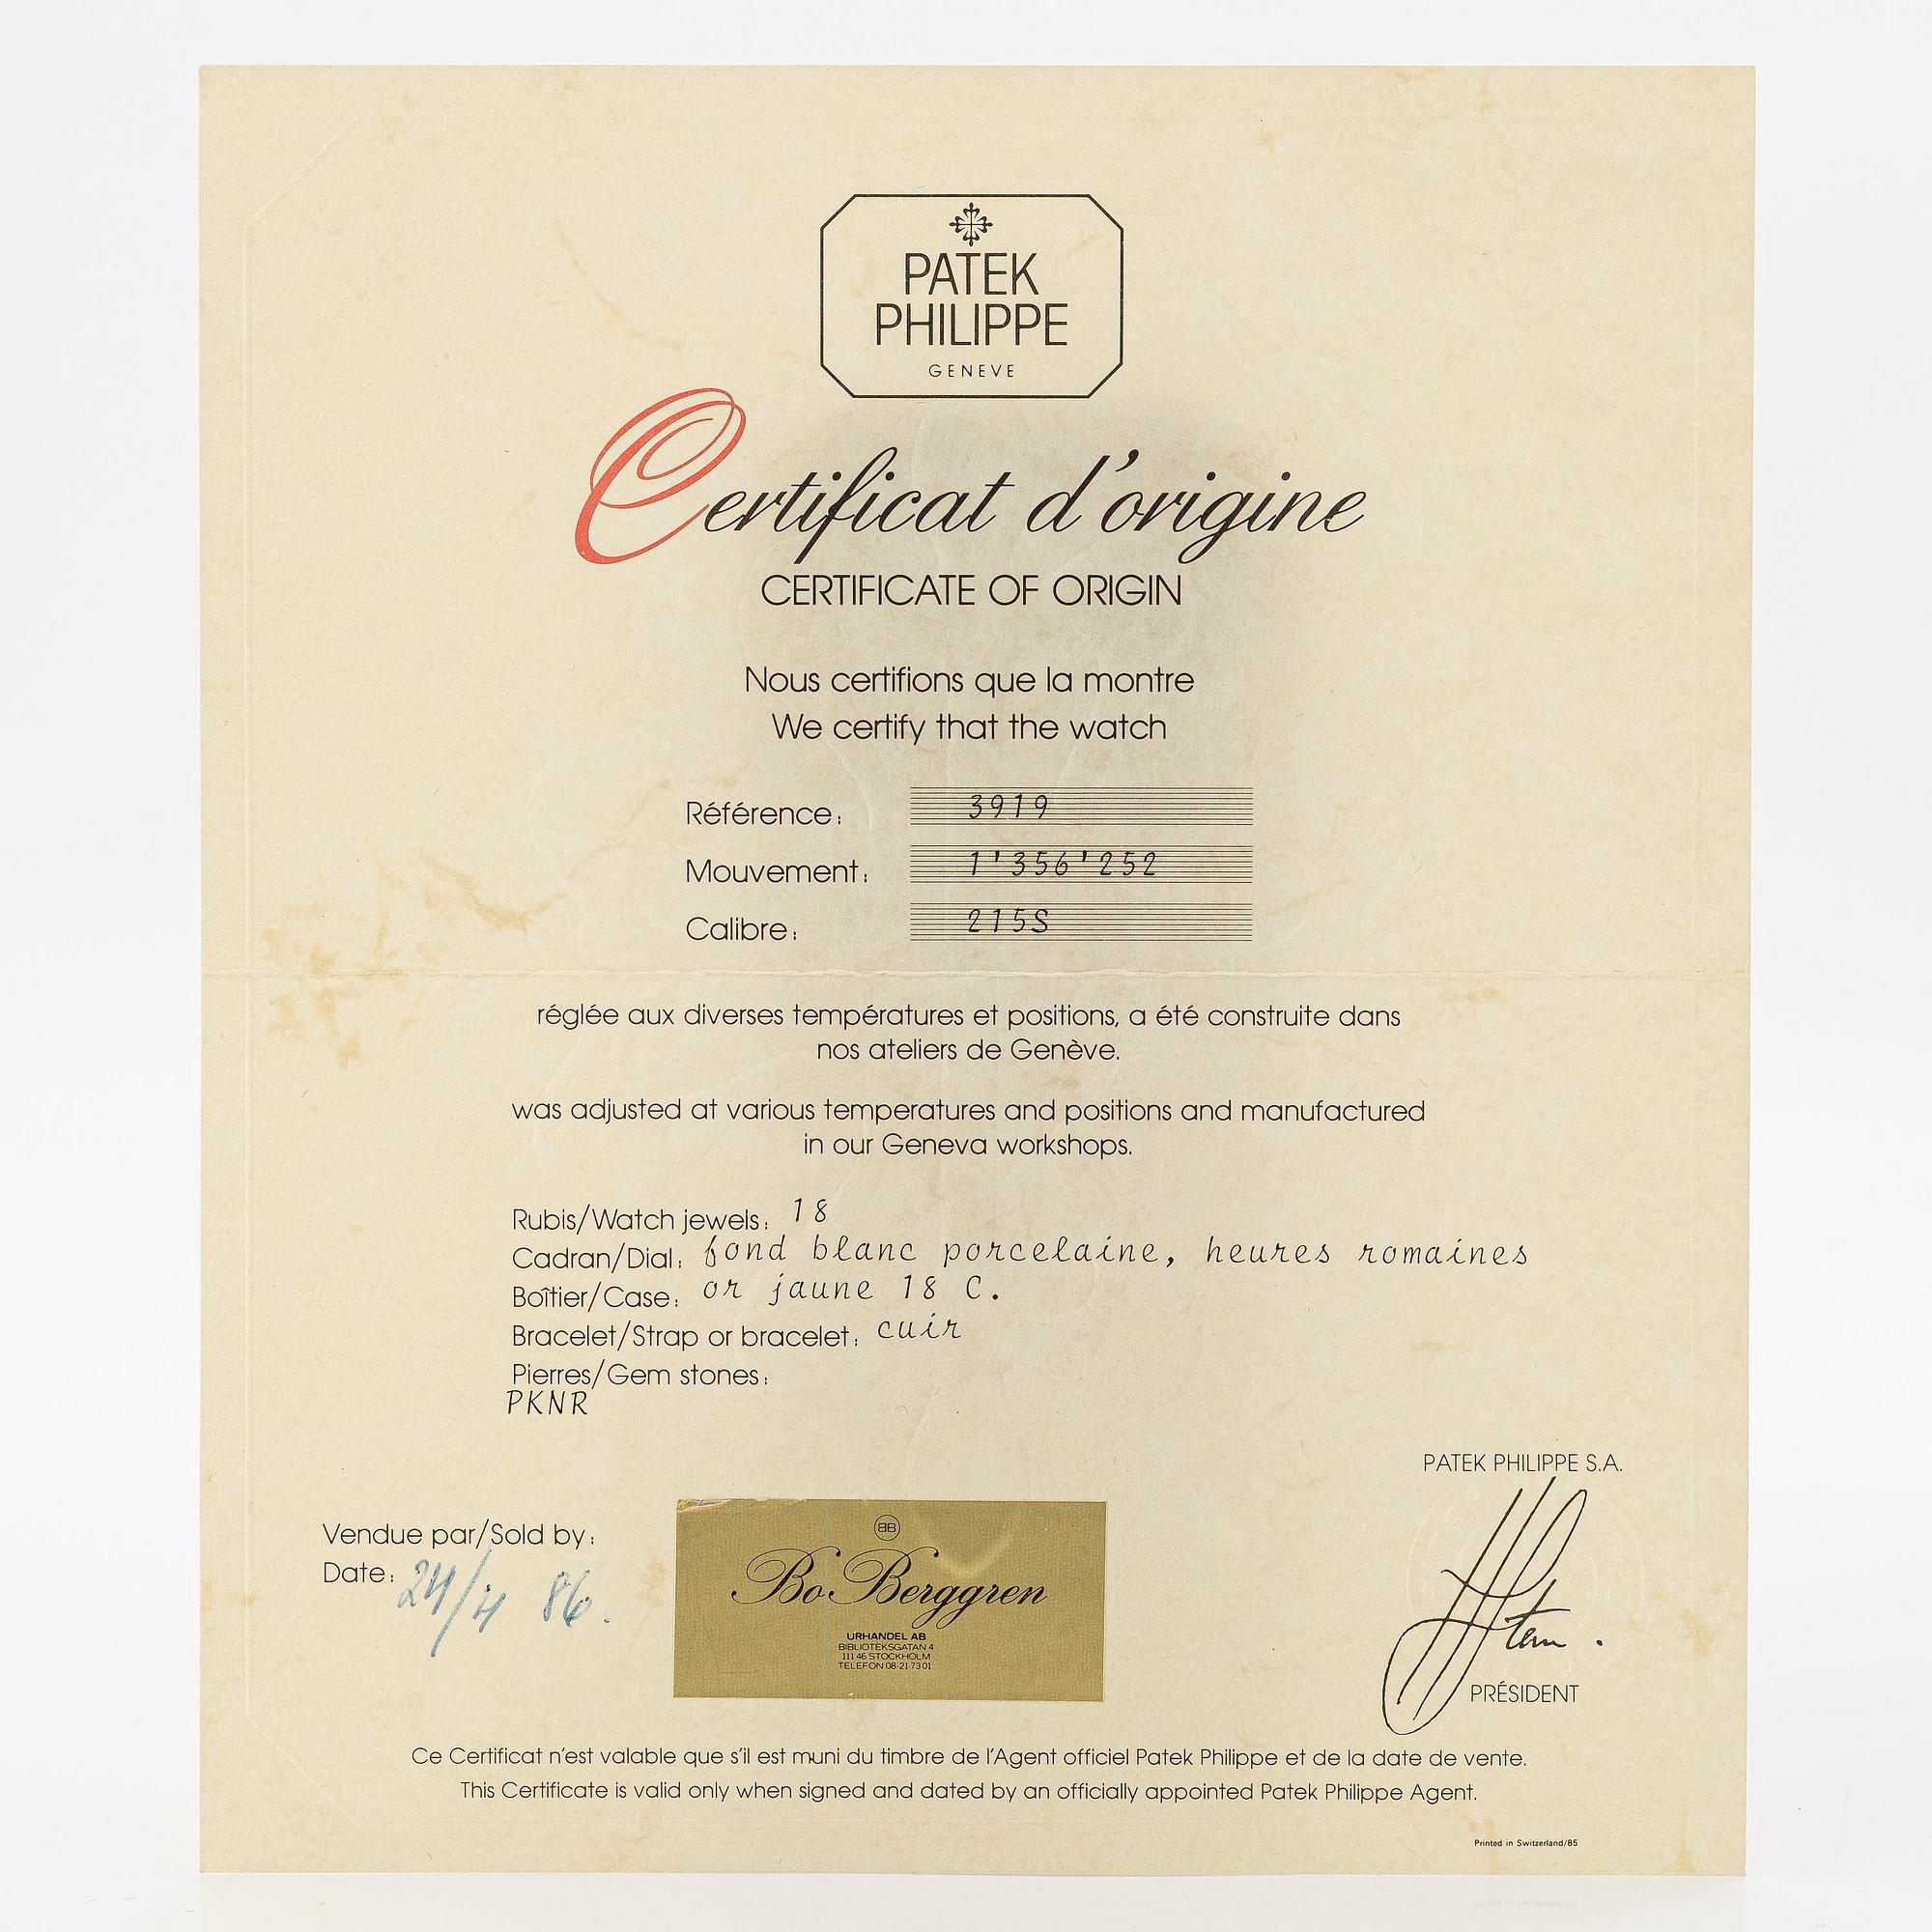 PATEK
PHILIPPE
GENEVE
Certificat d'origine
CERTIFICATE OF ORIGIN
Nous certifions que la montre
We certify that the watch
Référence: 3919
Mouvement: 1'356'252
Calibre: 215S
réglée aux diverses températures et positions, a été construite dans
nos ateliers de Genève.
was adjusted at various temperatures and positions and manufactured
in our Geneva workshops.
Rubis/Watch jewels: 18
Cadran/Dial: fond blanc porcelaine, heures romaines
Boîtier/Case: or jaune 18 C.
Bracelet/Strap or bracelet: cuir
Pierres/Gem stones:
PKNR
PATEK PHILIPPE S.A.
Vendue par/Sold by:
Date: 24/4 86.
BB
Bo Berggren
URHANDEL AB
BIBLIOTEKSGATAN 4
111 46 STOCKHOLM
TELEFON 08-21 73 01
Stern.
PRÉSIDENT
Ce Certificat n'est valable que s'il est muni du timbre de l'Agent officiel Patek Philippe et de la date de vente.
This Certificate is valid only when signed and dated by an officially appointed Patek Philippe Agent.
Printed in Switzerland/85